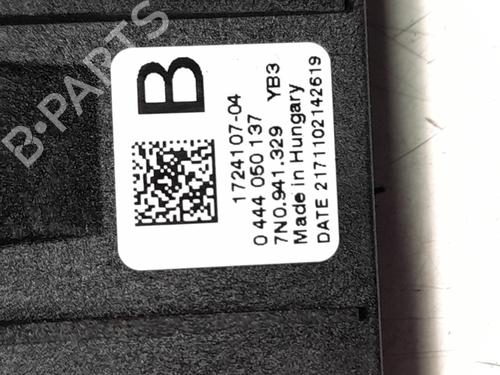 B
1724107-04
0 444 050 137
7N0.941.329 YB3
Made in Hungary
DATE 2171102142619
B-PARTS